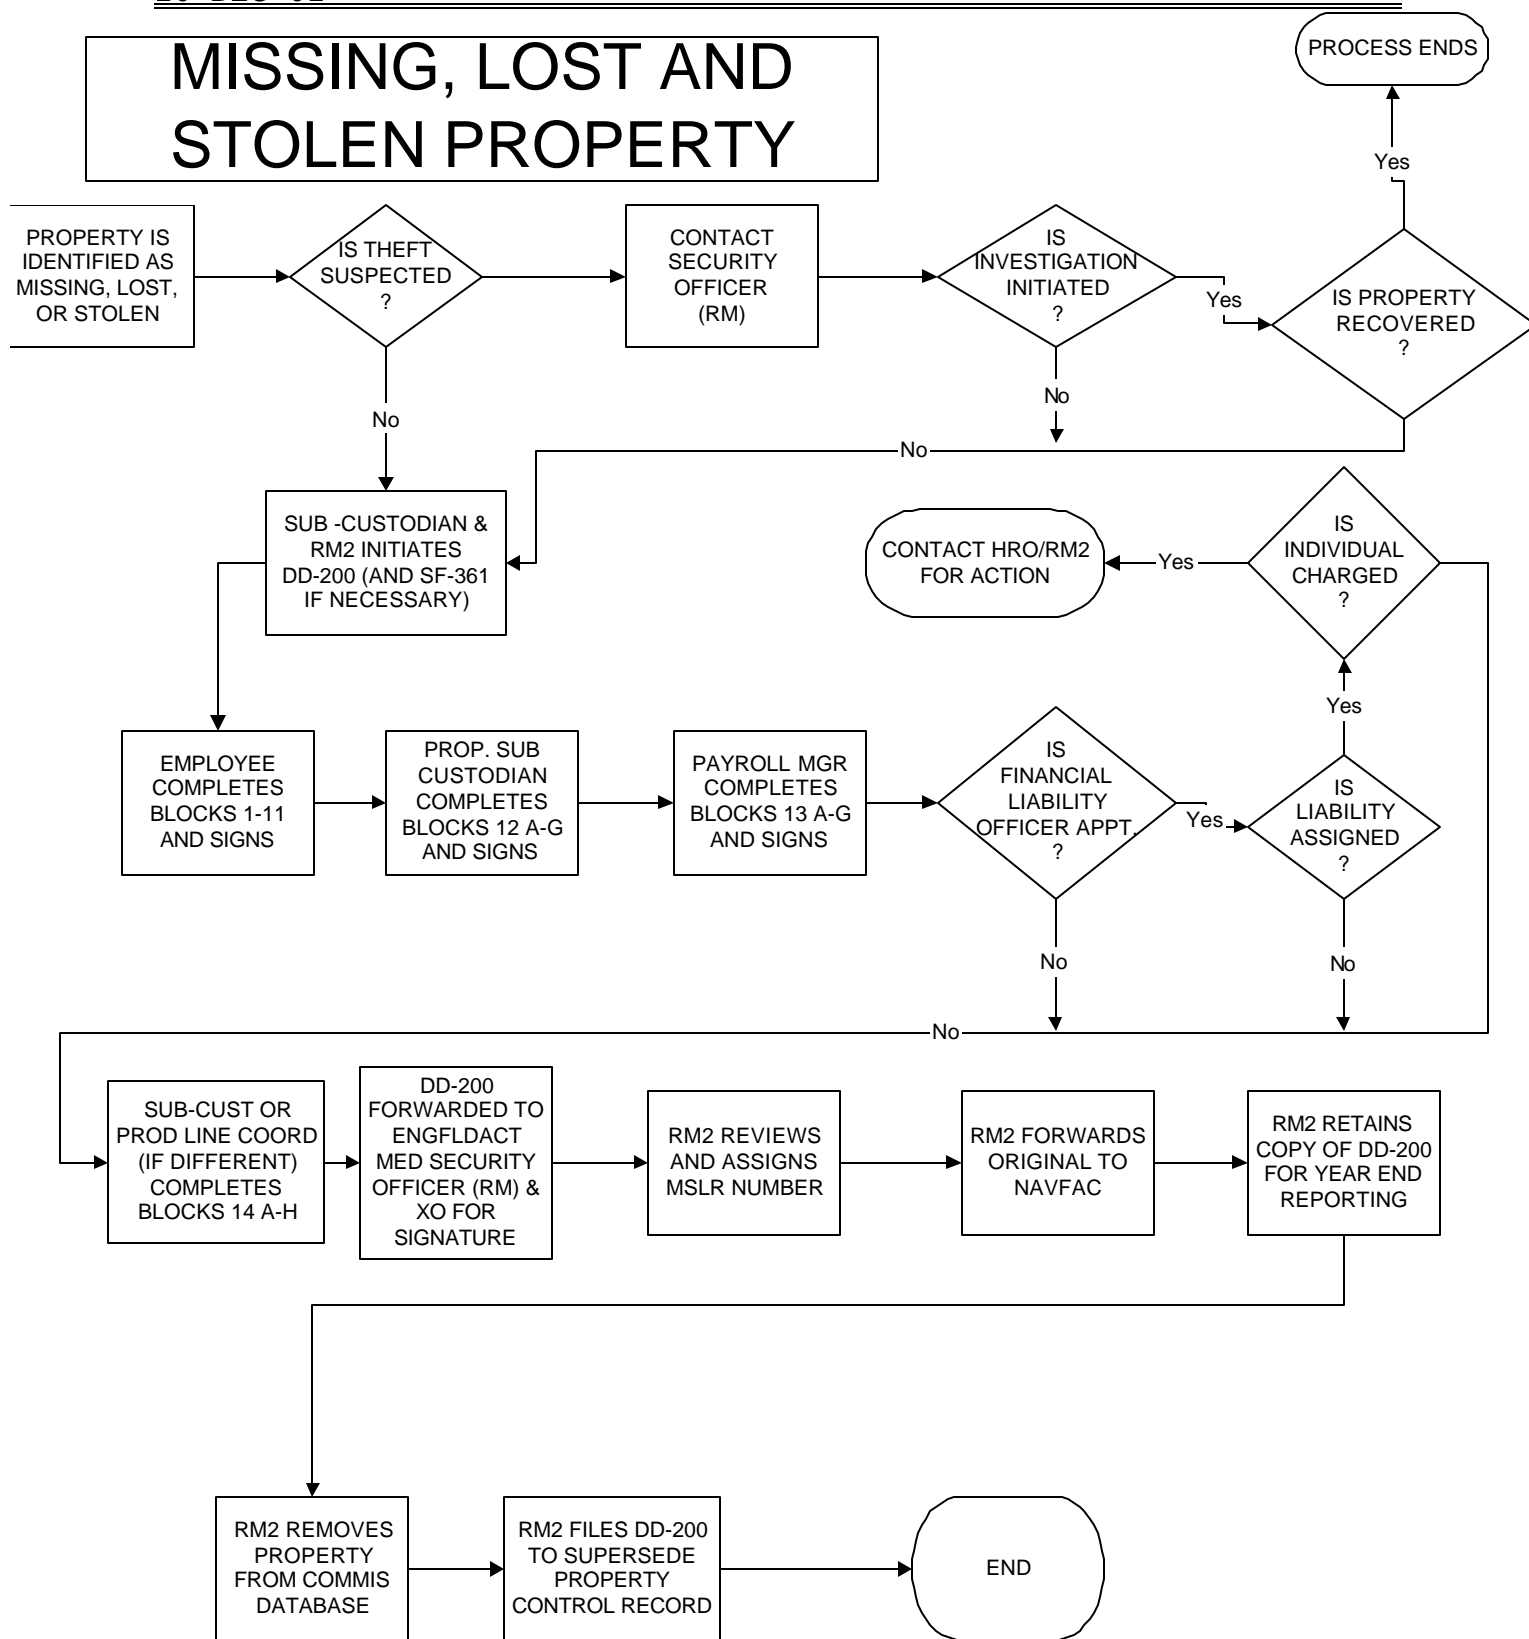 MISSING, LOST AND
STOLEN PROPERTY
PROCESS ENDS
Yes
PROPERTY IS
IDENTIFIED AS
MISSING, LOST,
OR STOLEN
IS THEFT
SUSPECTED
?
CONTACT
SECURITY
OFFICER
(RM)
IS
INVESTIGATION
INITIATED
?
Yes
IS PROPERTY
RECOVERED
?
No
No
No
SUB -CUSTODIAN &
RM2 INITIATES
DD-200 (AND SF-361
IF NECESSARY)
CONTACT HRO/RM2
FOR ACTION
Yes
IS
INDIVIDUAL
CHARGED
?
Yes
EMPLOYEE
COMPLETES
BLOCKS 1-11
AND SIGNS
PROP. SUB
CUSTODIAN
COMPLETES
BLOCKS 12 A-G
AND SIGNS
PAYROLL MGR
COMPLETES
BLOCKS 13 A-G
AND SIGNS
IS
FINANCIAL
LIABILITY
OFFICER APPT.
?
Yes
IS
LIABILITY
ASSIGNED
?
No
No
No
SUB-CUST OR
PROD LINE COORD
(IF DIFFERENT)
COMPLETES
BLOCKS 14 A-H
DD-200
FORWARDED TO
ENGFLDACT
MED SECURITY
OFFICER (RM) &
XO FOR
SIGNATURE
RM2 REVIEWS
AND ASSIGNS
MSLR NUMBER
RM2 FORWARDS
ORIGINAL TO
NAVFAC
RM2 RETAINS
COPY OF DD-200
FOR YEAR END
REPORTING
RM2 REMOVES
PROPERTY
FROM COMMIS
DATABASE
RM2 FILES DD-200
TO SUPERSEDE
PROPERTY
CONTROL RECORD
END